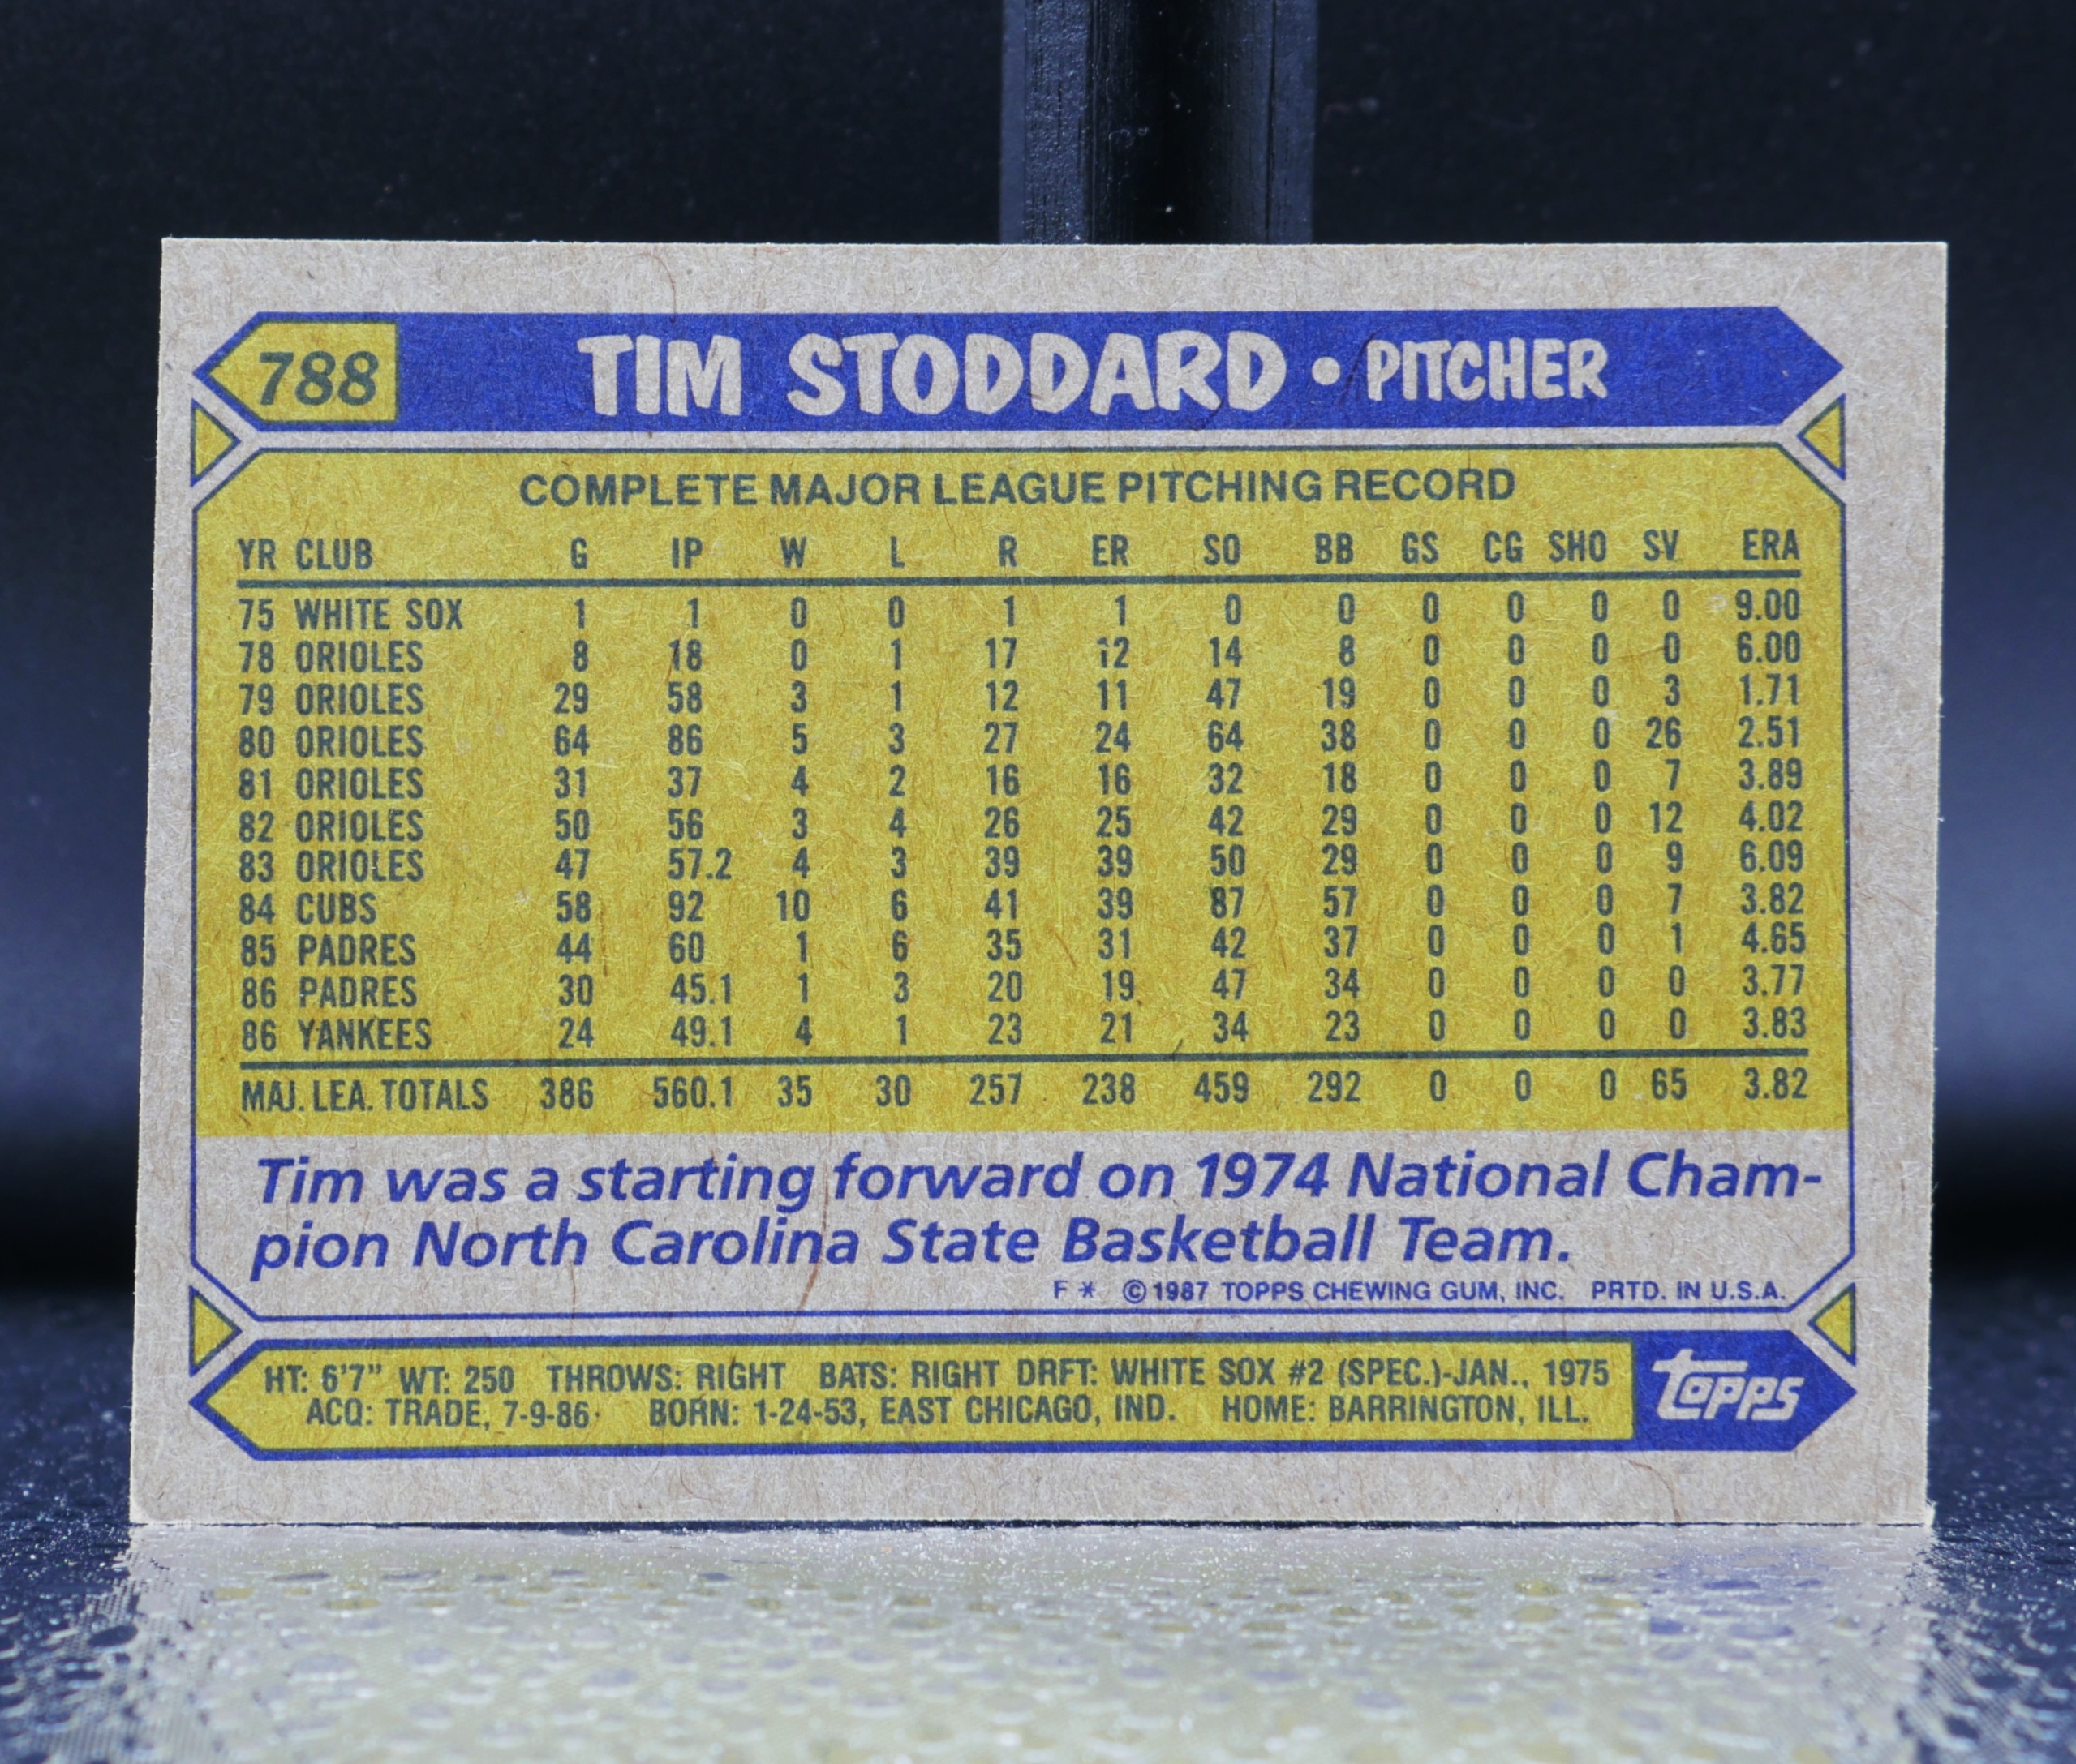 788 TIM STODDARD • PITCHER
COMPLETE MAJOR LEAGUE PITCHING RECORD
YR CLUB G IP W L R ER SO BB GS CG SHO SV ERA
75 WHITE SOX 1 1 0 0 1 1 0 0 0 0 0 0 9.00
78 ORIOLES 8 18 0 1 17 12 14 8 0 0 0 0 6.00
79 ORIOLES 29 58 3 1 12 11 47 19 0 0 0 3 1.71
80 ORIOLES 64 86 5 3 27 24 64 38 0 0 0 26 2.51
81 ORIOLES 31 37 4 2 16 16 32 18 0 0 0 7 3.89
82 ORIOLES 50 56 3 4 26 25 42 29 0 0 0 12 4.02
83 ORIOLES 47 57.2 4 3 39 39 50 29 0 0 0 9 6.09
84 CUBS 58 92 10 6 41 39 87 57 0 0 0 7 3.82
85 PADRES 44 60 1 6 35 31 42 37 0 0 0 1 4.65
86 PADRES 30 45.1 1 3 20 19 47 34 0 0 0 0 3.77
86 YANKEES 24 49.1 4 1 23 21 34 23 0 0 0 0 3.83
MAJ. LEA. TOTALS 386 560.1 35 30 257 238 459 292 0 0 0 65 3.82
Tim was a starting forward on 1974 National Cham-
pion North Carolina State Basketball Team.
F * © 1987 TOPPS CHEWING GUM, INC. PRTD. IN U.S.A.
HT: 6'7" WT: 250 THROWS: RIGHT BATS: RIGHT DRFT: WHITE SOX #2 (SPEC.)-JAN., 1975
ACQ: TRADE, 7-9-86 BORN: 1-24-53, EAST CHICAGO, IND. HOME: BARRINGTON, ILL.
topps